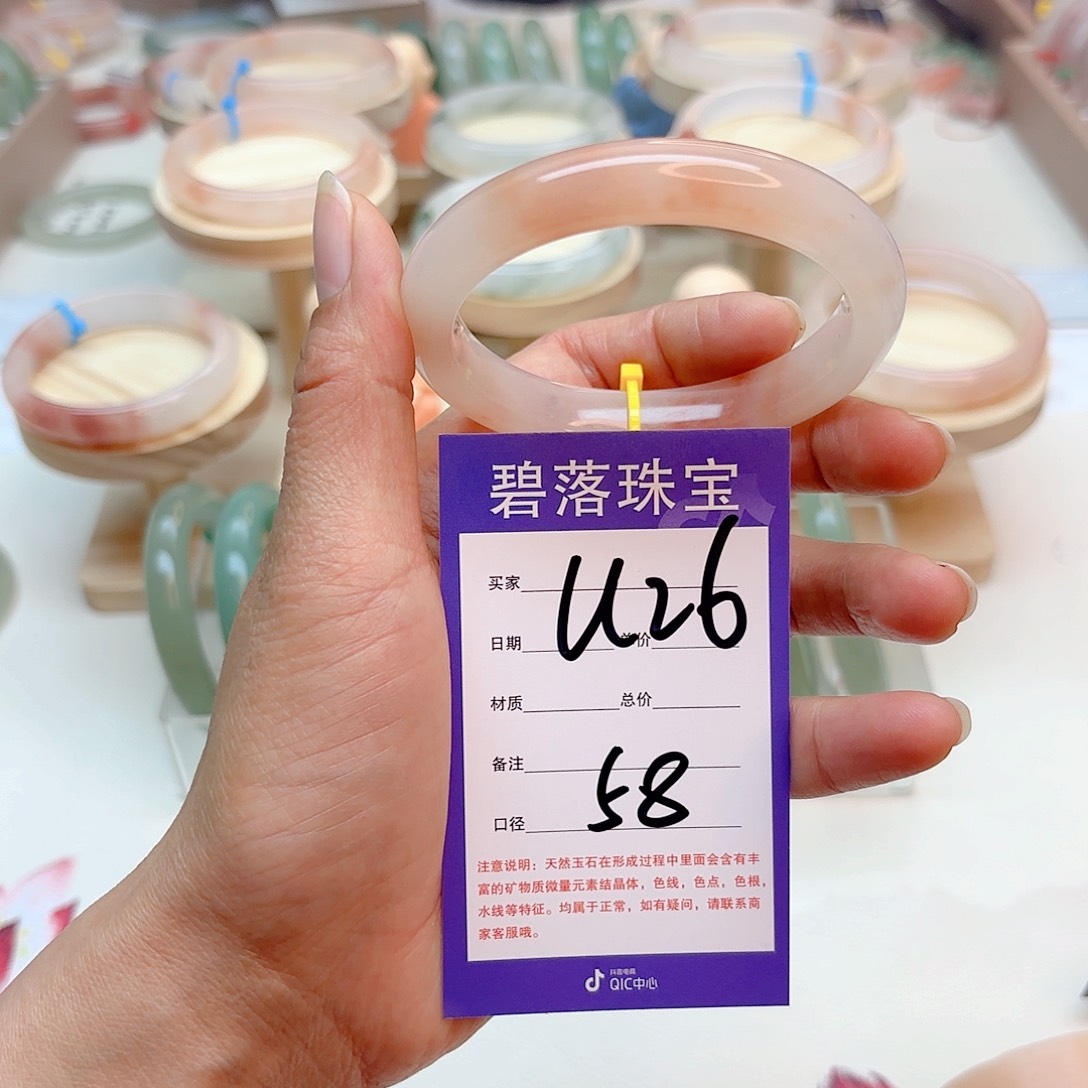 碧落珠宝
买家
U26
日期 单价
材质 总价
备注
58
口径
注意说明：天然玉石在形成过程中里面会含有丰
富的矿物质微量元素结晶体，色线，色点，色根，
水线等特征。均属于正常，如有疑问，请联系商
家客服哦。
抖音电商
QIC中心